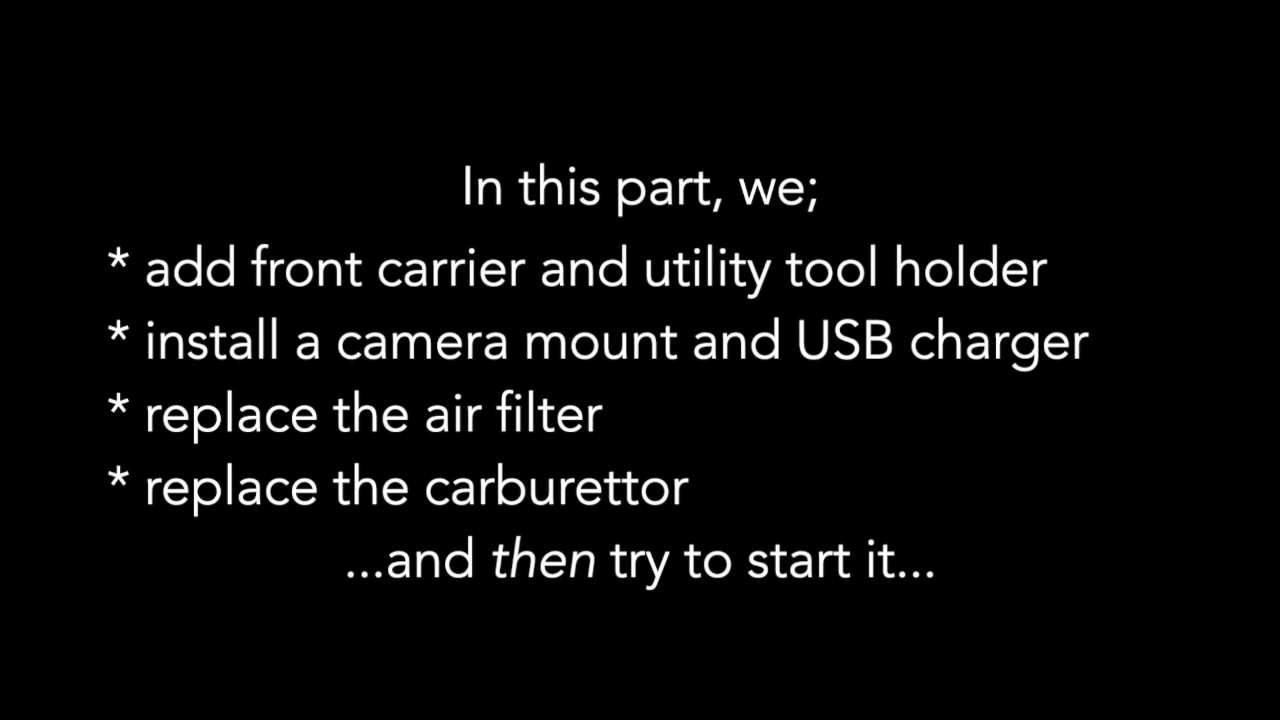 In this part, we;
* add front carrier and utility tool holder
* install a camera mount and USB charger
* replace the air filter
* replace the carburettor
...and then try to start it...